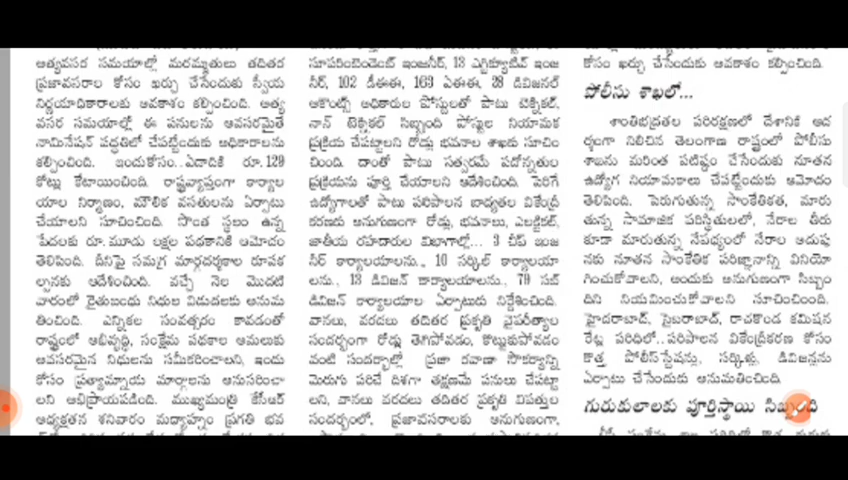 అత్యవసర సమయాల్లో మరమ్మతులు తదితర
ప్రజావసరాల కోసం ఖర్చు చేసేందుకు స్వీయ
నిర్ణయాధికారాలకు అవకాశం కల్పించింది. అత్య
వసర సమయాల్లో ఈ పనులను అవసరమైతే
నామినేషన్ పద్ధతిలో చేపట్టేందుకు అధికారాలను
కల్పించింది. ఇందుకోసం..ఏడాదికి రూ.129
కోట్లు కేటాయించింది. రాష్ట్రవ్యాప్తంగా కార్యాల
యాల నిర్మాణం, మౌలిక వసతులను ఏర్పాటు
చేయాలని సూచించింది. సొంత స్థలం ఉన్న
పేదలకు రూ.మూడు లక్షల పథకానికి ఆమోదం
తెలిపింది. దీనిపై సమగ్ర మార్గదర్శకాల రూపక
ల్పనకు ఆదేశించింది. వచ్చే నెల మొదటి
వారంలో రైతుబంధు నిధుల విడుదలకు అనుమ
తించింది. ఎన్నికల సంవత్సరం కావడంతో
రాష్ట్రంలో అభివృద్ధి, సంక్షేమ పథకాల అమలుకు
అవసరమైన నిధులను సమీకరించాలని, ఇందు
కోసం ప్రత్యామ్నాయ మార్గాలను అనుసరించా
లని అభిప్రాయపడింది. ముఖ్యమంత్రి కేసీఆర్
అధ్యక్షతన శనివారం మధ్యాహ్నం ప్రగతి భవ
సూపరింటెండెంట్ ఇంజనీర్, 13 ఎగ్జిక్యూటివ్ ఇంజ
నీర్, 102 డీఈఈ, 163 ఏఈఈ, 28 డివిజనల్
అకౌంట్స్ అధికారుల పోస్టులతో పాటు టెక్నికల్,
నాన్ టెక్నికల్ సిబ్బంది పోస్టుల నియామక
ప్రక్రియ చేపట్టాలని రోడ్లు భవనాల శాఖకు సూచిం
చింది. దాంతో పాటు సత్వరమే పదోన్నతుల
ప్రక్రియను పూర్తి చేయాలని ఆదేశించింది. పెరిగే
ఉద్యోగాలతో పాటు పరిపాలన బాధ్యతల వికేంద్రీ
కరణకు అనుగుణంగా రోడ్లు, భవనాలు, ఎలక్ట్రికల్,
జాతీయ రహదారుల విభాగాల్లో... 3 చీఫ్ ఇంజ
నీర్ కార్యాలయాలను., 10 సర్కిల్ కార్యాలయా
లను., 13 డివిజన్ కార్యాలయాలను., 79 సబ్
డివిజన్ కార్యాలయాల ఏర్పాటుకు నిర్దేశించింది.
వానలు, వరదలు తదితర ప్రకృతి వైపరీత్యాల
సందర్భంగా రోడ్లు తెగిపోవడం, కొట్టుకుపోవడం
వంటి సందర్భాల్లో ప్రజా రవాణా సౌకర్యాన్ని
మెరుగు పరిచే దిశగా తక్షణమే పనులు చేపట్టా
లని, వానలు వరదలు తదితర ప్రకృతి విపత్తుల
సందర్భంలో, ప్రజావసరాలకు అనుగుణంగా,
కోసం ఖర్చు చేసేందుకు అవకాశం కల్పించింది.
పోలీసు శాఖలో...
శాంతిభద్రతల పరిరక్షణలో దేశానికి ఆద
ర్శంగా నిలిచిన తెలంగాణ రాష్ట్రంలో పోలీసు
శాఖను మరింత పటిష్ఠం చేసేందుకు నూతన
ఉద్యోగ నియామకాలు చేపట్టేందుకు ఆమోదం
తెలిపింది. పెరుగుతున్న సాంకేతికత, మారు
తున్న సామాజిక పరిస్థితులలో, నేరాల తీరు
కూడా మారుతున్న నేపథ్యంలో నేరాల అదుపు
నకు నూతన సాంకేతిక పరిజ్ఞానాన్ని వినియో
గించుకోవాలని, అందుకు అనుగుణంగా సిబ్బం
దిని నియమించుకోవాలని సూచించింది.
హైదరాబాద్, సైబరాబాద్, రాచకొండ కమిషన
రేట్ల పరిధిలో..పరిపాలన వికేంద్రీకరణ కోసం
కొత్త పోలీస్‌స్టేషన్లు, సర్కిళ్లు, డివిజన్లను
ఏర్పాటు చేసేందుకు అనుమతించింది.
గురుకులాలకు పూర్తిస్థాయి సిబ్బంది